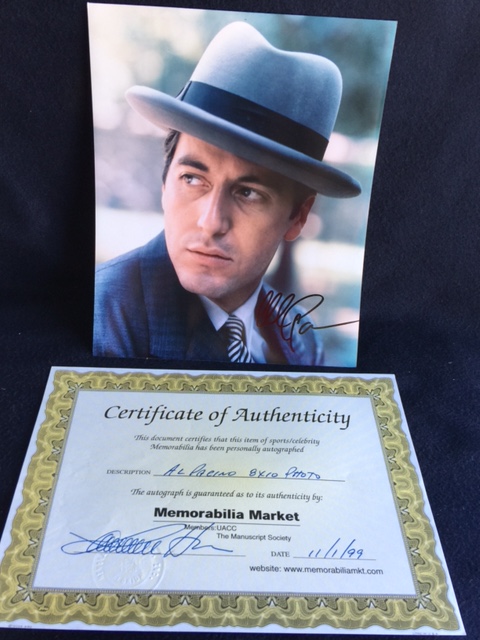 Certificate of Authenticity
This document certifies that this item of sports/celebrity
Memorabilia has been personally autographed
DESCRIPTION AL PACINO 8X10 PHOTO
The autograph is guaranteed as to its authenticity by:
Memorabilia Market
Members:UACC
The Manuscript Society
DATE 11/1/99
website: www.memorabiliamkt.com